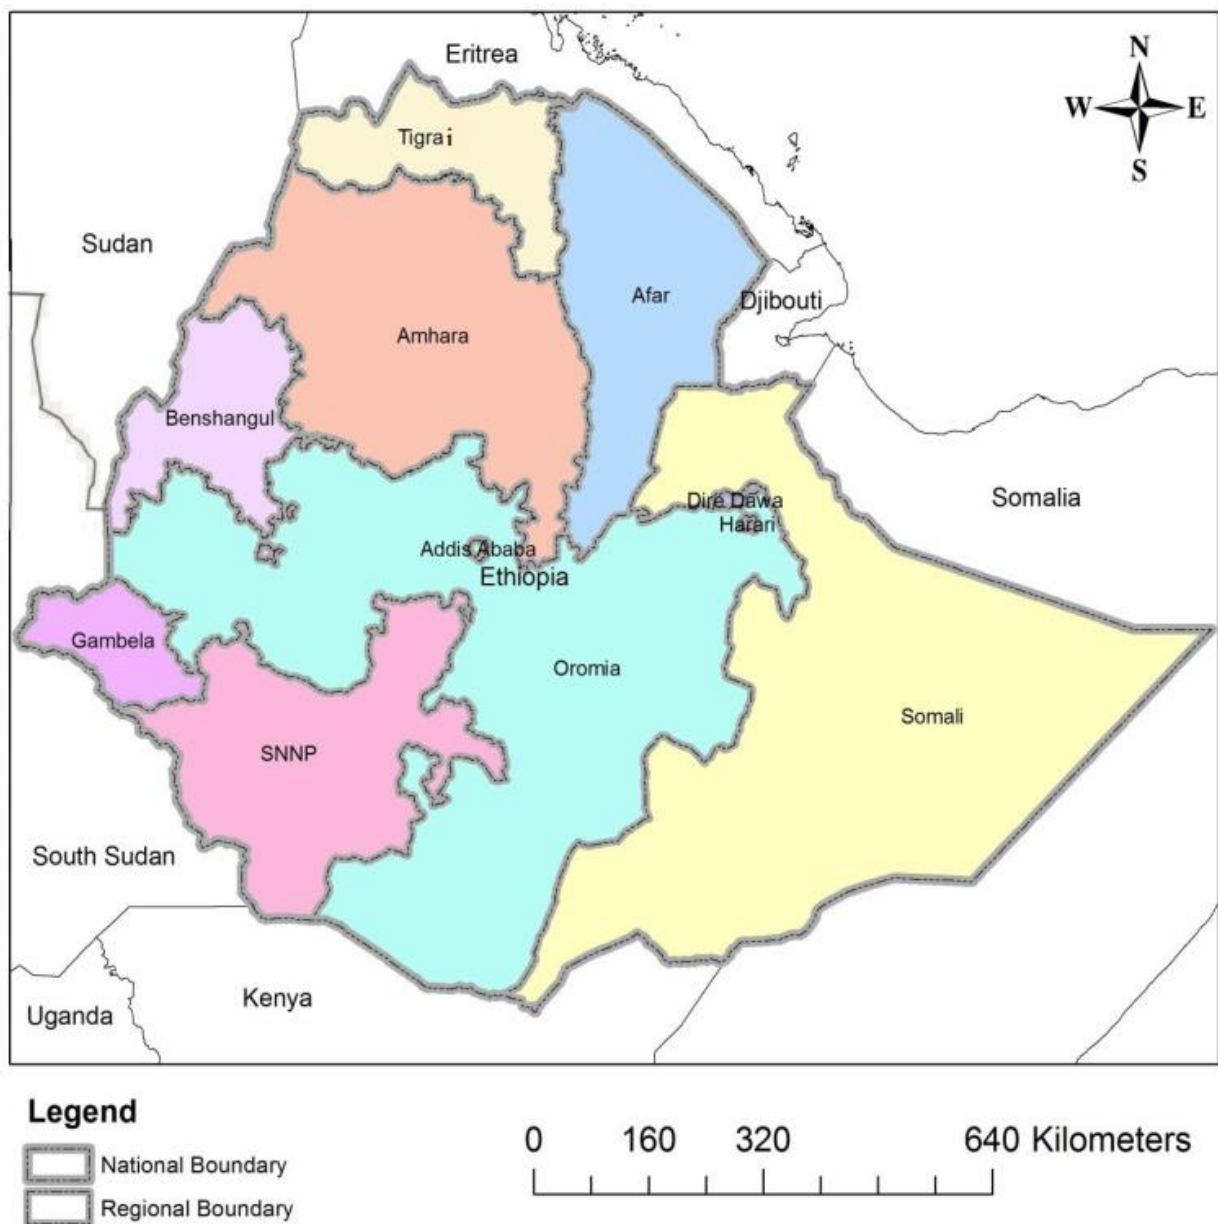 Eritrea
N
W E
S
Tigrai
Sudan
Afar
Djibouti
Amhara
Benshangul
Somalia
Dire Dawa
Harari
Addis Ababa
Ethiopia
Gambela
Oromia
Somali
SNNP
South Sudan
Kenya
Uganda
Legend
National Boundary
Regional Boundary
0 160 320 640 Kilometers